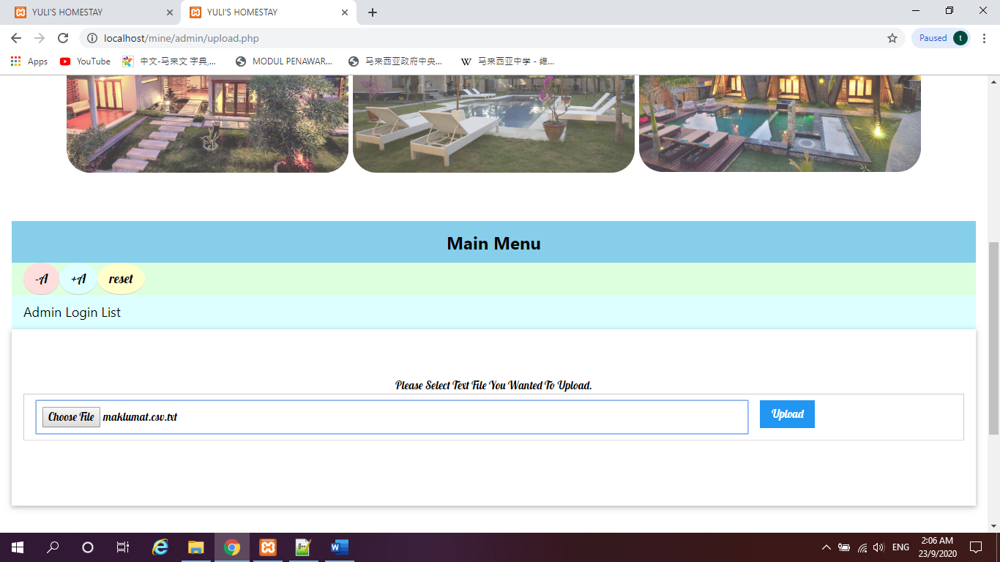 YULI'S HOMESTAY
YULI'S HOMESTAY
localhost/mine/admin/upload.php
Paused
t
Apps
YouTube
中文-马来文 字典,...
MODUL PENAWAR...
马来西亚政府中央...
W
马来西亚中学 - 维...
Main Menu
-A +A reset
Admin Login List
Please Select Text File You Wanted To Upload.
Choose File maklumat.csv.txt
Upload
ENG
2:06 AM
23/9/2020